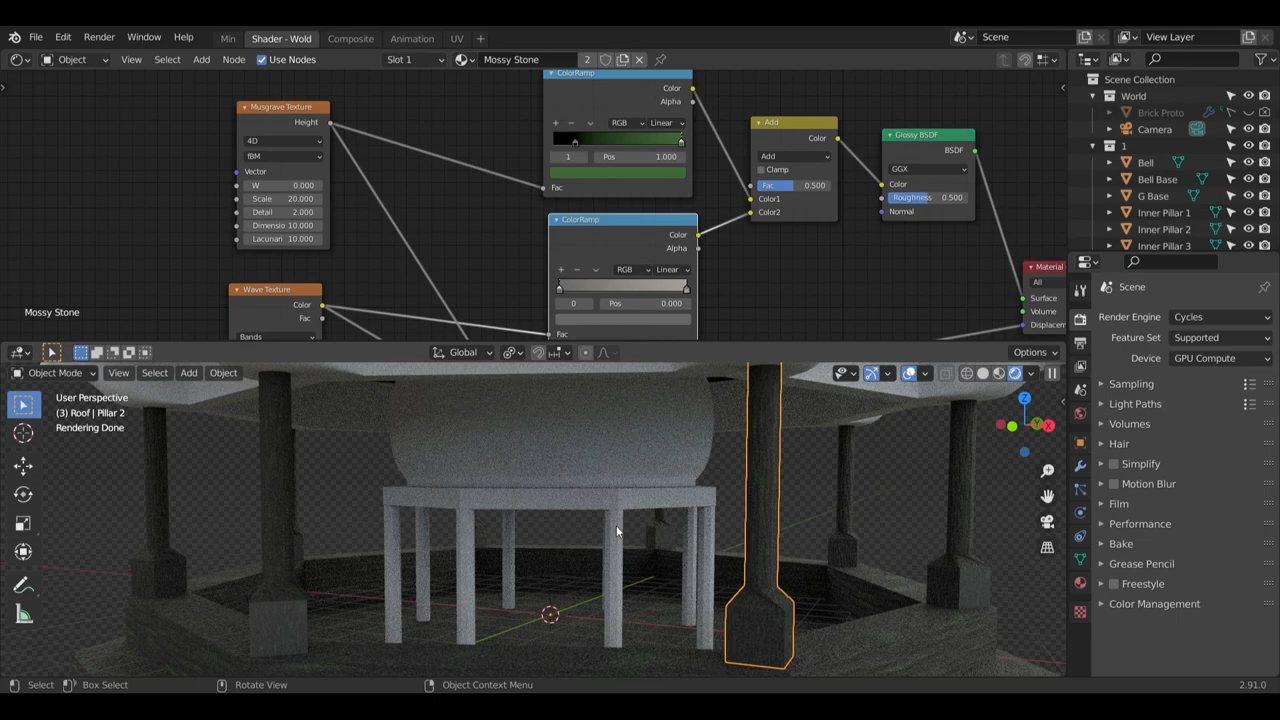 File Edit Render Window Help Min Shader - Wold Composite Animation UV Scene View Layer
Object View Select Add Node Use Nodes Slot 1 Mossy Stone 2
Musgrave Texture
Height
4D
fBM
Vector
W 0.000
Scale 20.000
Detail 2.000
Dimensio 10.000
Lacunari 10.000
Wave Texture
Color
Fac
Bands
Mossy Stone
ColorRamp
Color
Alpha
RGB Linear
1 Pos 1.000
Fac
ColorRamp
Color
Alpha
RGB Linear
0 Pos 0.000
Fac
Add
Color
Add
Clamp
Fac 0.500
Color1
Color2
Glossy BSDF
BSDF
GGX
Color
Roughness 0.500
Normal
Material
All
Surface
Volume
Displacem
Scene Collection
World
Brick Proto
Camera
1
Bell
Bell Base
G Base
Inner Pillar 1
Inner Pillar 2
Inner Pillar 3
Scene
Render Engine Cycles
Feature Set Supported
Device GPU Compute
Sampling
Light Paths
Volumes
Hair
Simplify
Motion Blur
Film
Performance
Bake
Grease Pencil
Freestyle
Color Management
Global Options
Object Mode View Select Add Object
User Perspective
(3) Roof | Pillar 2
Rendering Done
Z
Y
X
Select Box Select Rotate View Object Context Menu 2.91.0